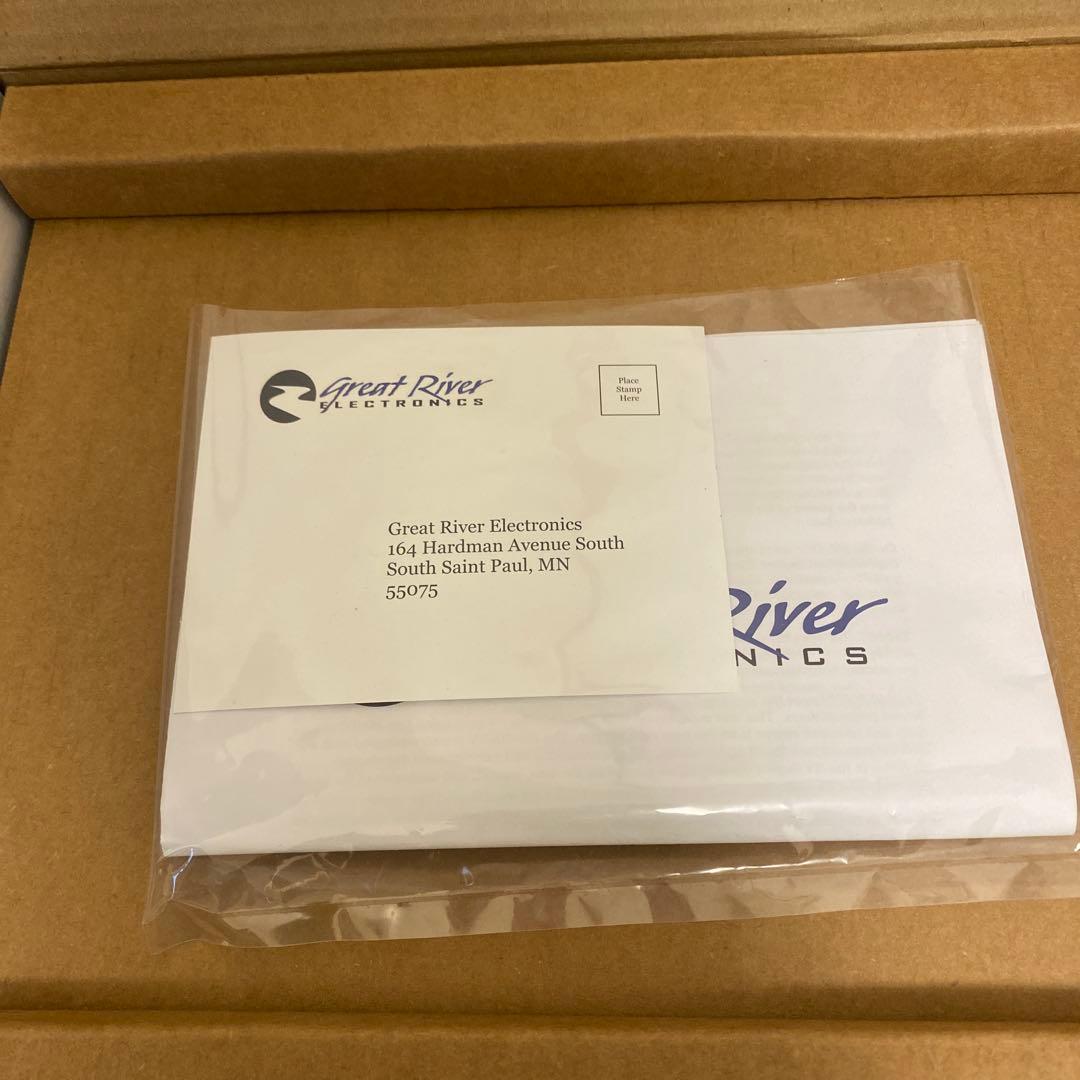 Great River
ELECTRONICS
Place
Stamp
Here
Great River Electronics
164 Hardman Avenue South
South Saint Paul, MN
55075
River
NICS